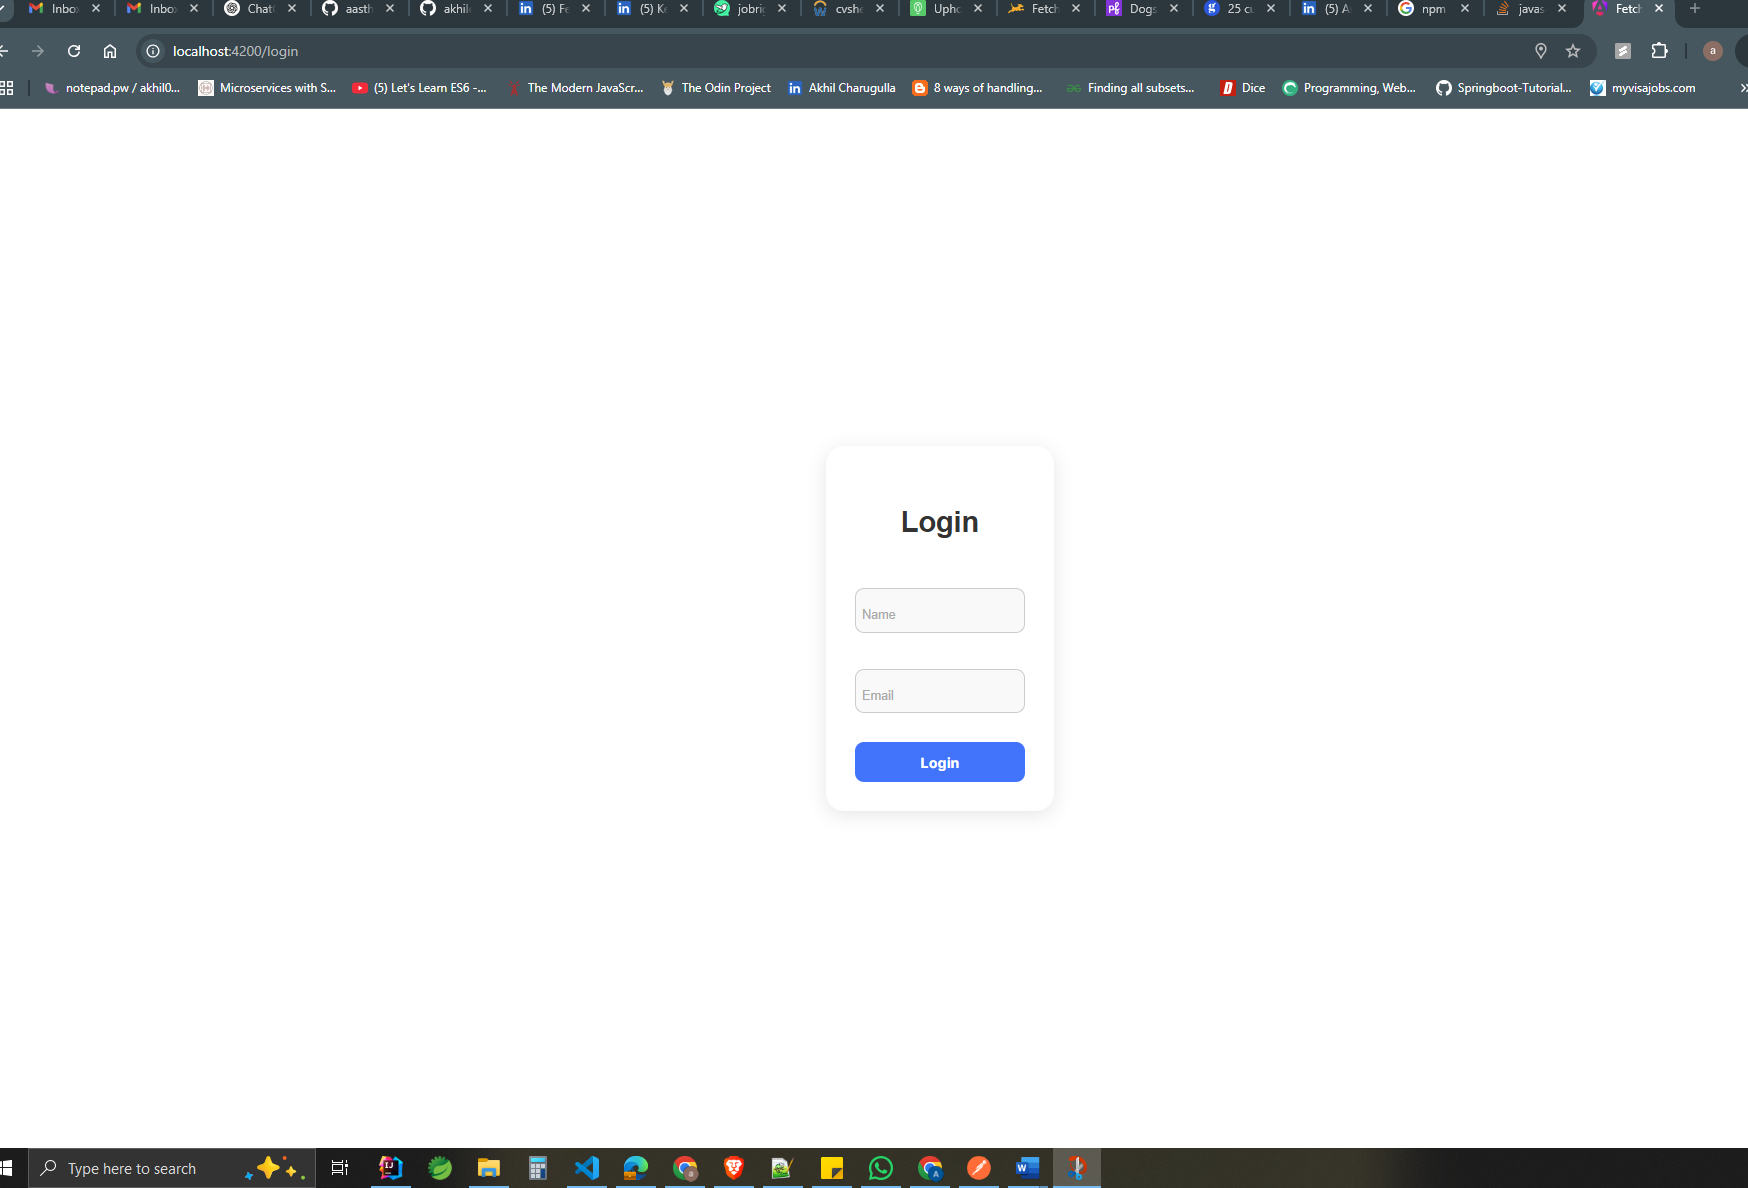 Inbo
Inbo
Chat
aasth
akhil
(5) Fe
(5) Ke
jobri
cvshe
Upho
Fetch
Dogs
25 cu
(5) A
npm
javas
Fetch
localhost:4200/login
a
notepad.pw / akhil0...
Microservices with S...
(5) Let's Learn ES6 -...
The Modern JavaScr...
The Odin Project
Akhil Charugulla
8 ways of handling...
Finding all subsets...
Dice
Programming, Web...
Springboot-Tutorial...
myvisajobs.com
Login
Name
Email
Login
Type here to search